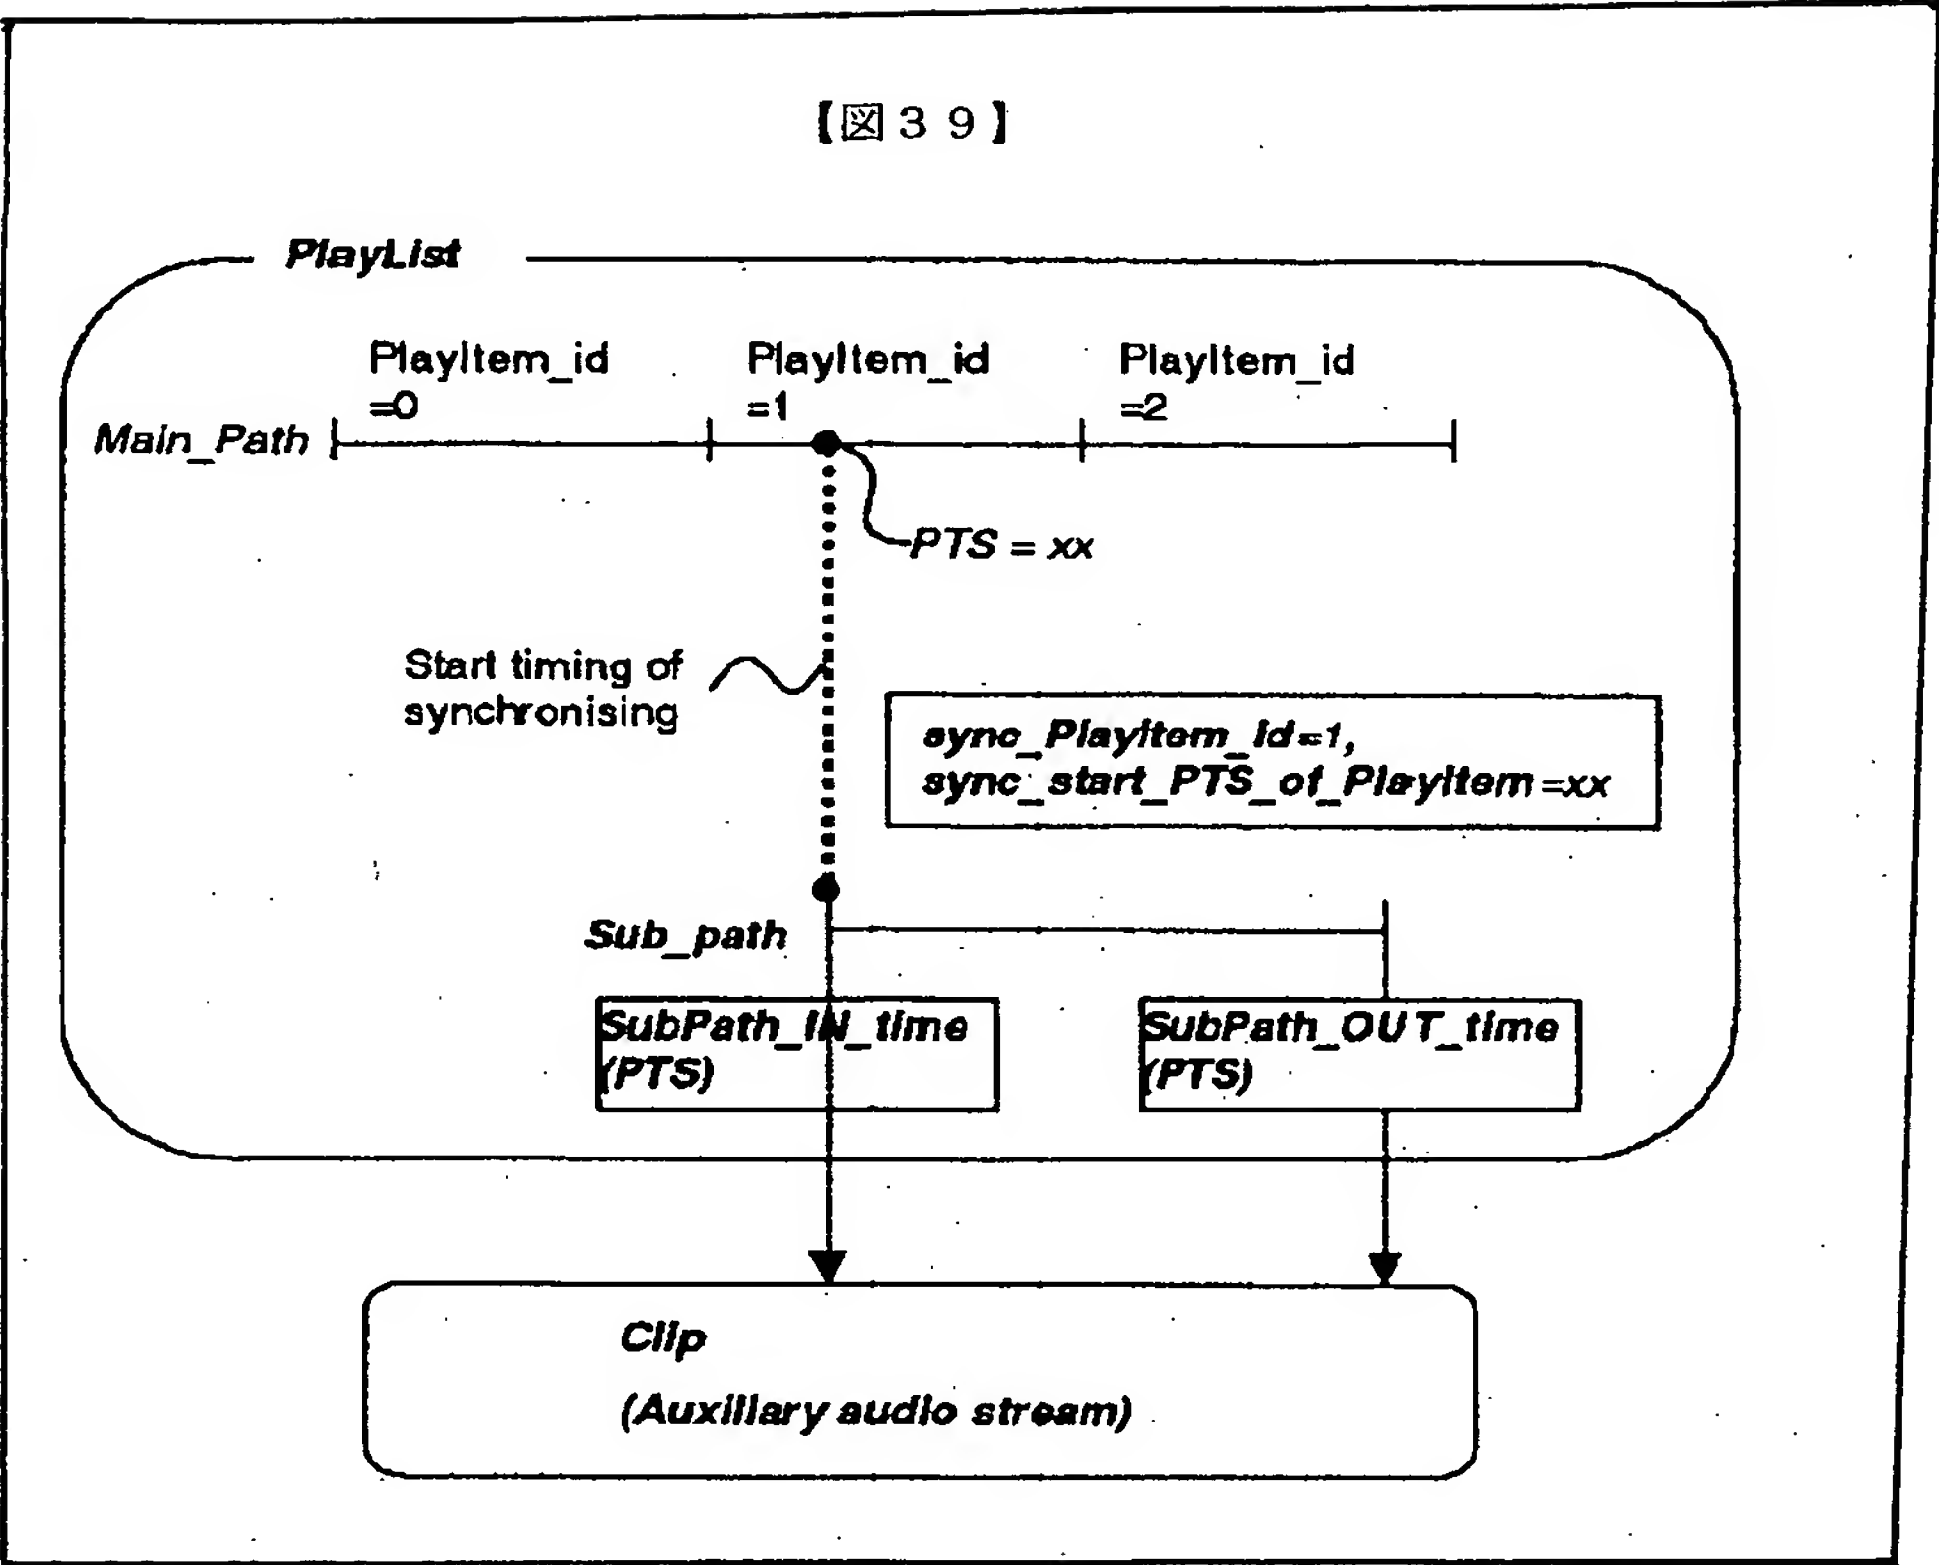 【図３９】
PlayList
PlayItem_id
=0
PlayItem_id
=1
PlayItem_id
=2
Main_Path
PTS = xx
Start timing of
synchronising
sync_PlayItem_id=1,
sync_start_PTS_of_PlayItem=xx
Sub_path
SubPath_IN_time
(PTS)
SubPath_OUT_time
(PTS)
Clip
(Auxiliary audio stream)